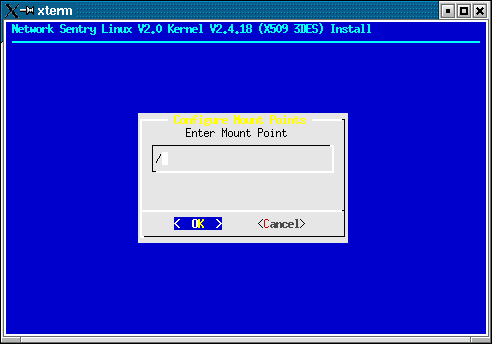 xterm
Network Sentry Linux V2.0 Kernel V2.4.18 (X509 3DES) Install
Configure Mount Points
Enter Mount Point
/
< OK > <Cancel>